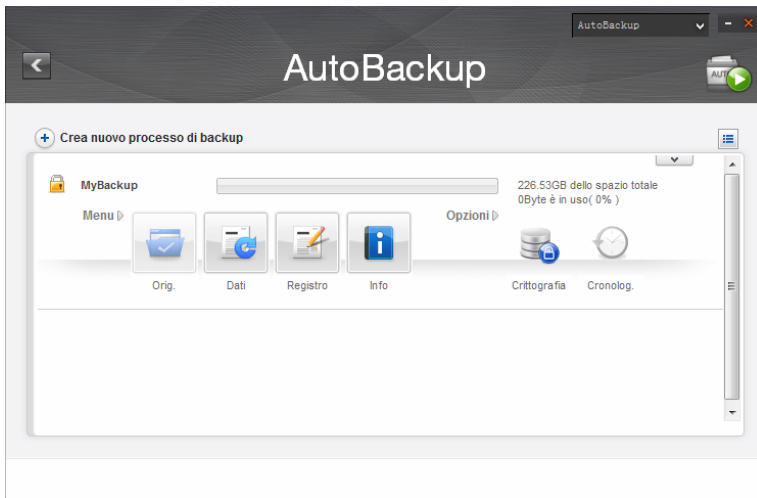 AutoBackup
AutoBackup
AUTO
Crea nuovo processo di backup
MyBackup
226.53GB dello spazio totale
0Byte è in uso( 0% )
Menu
Opzioni
Orig.
Dati
Registro
Info
Crittografia
Cronolog.